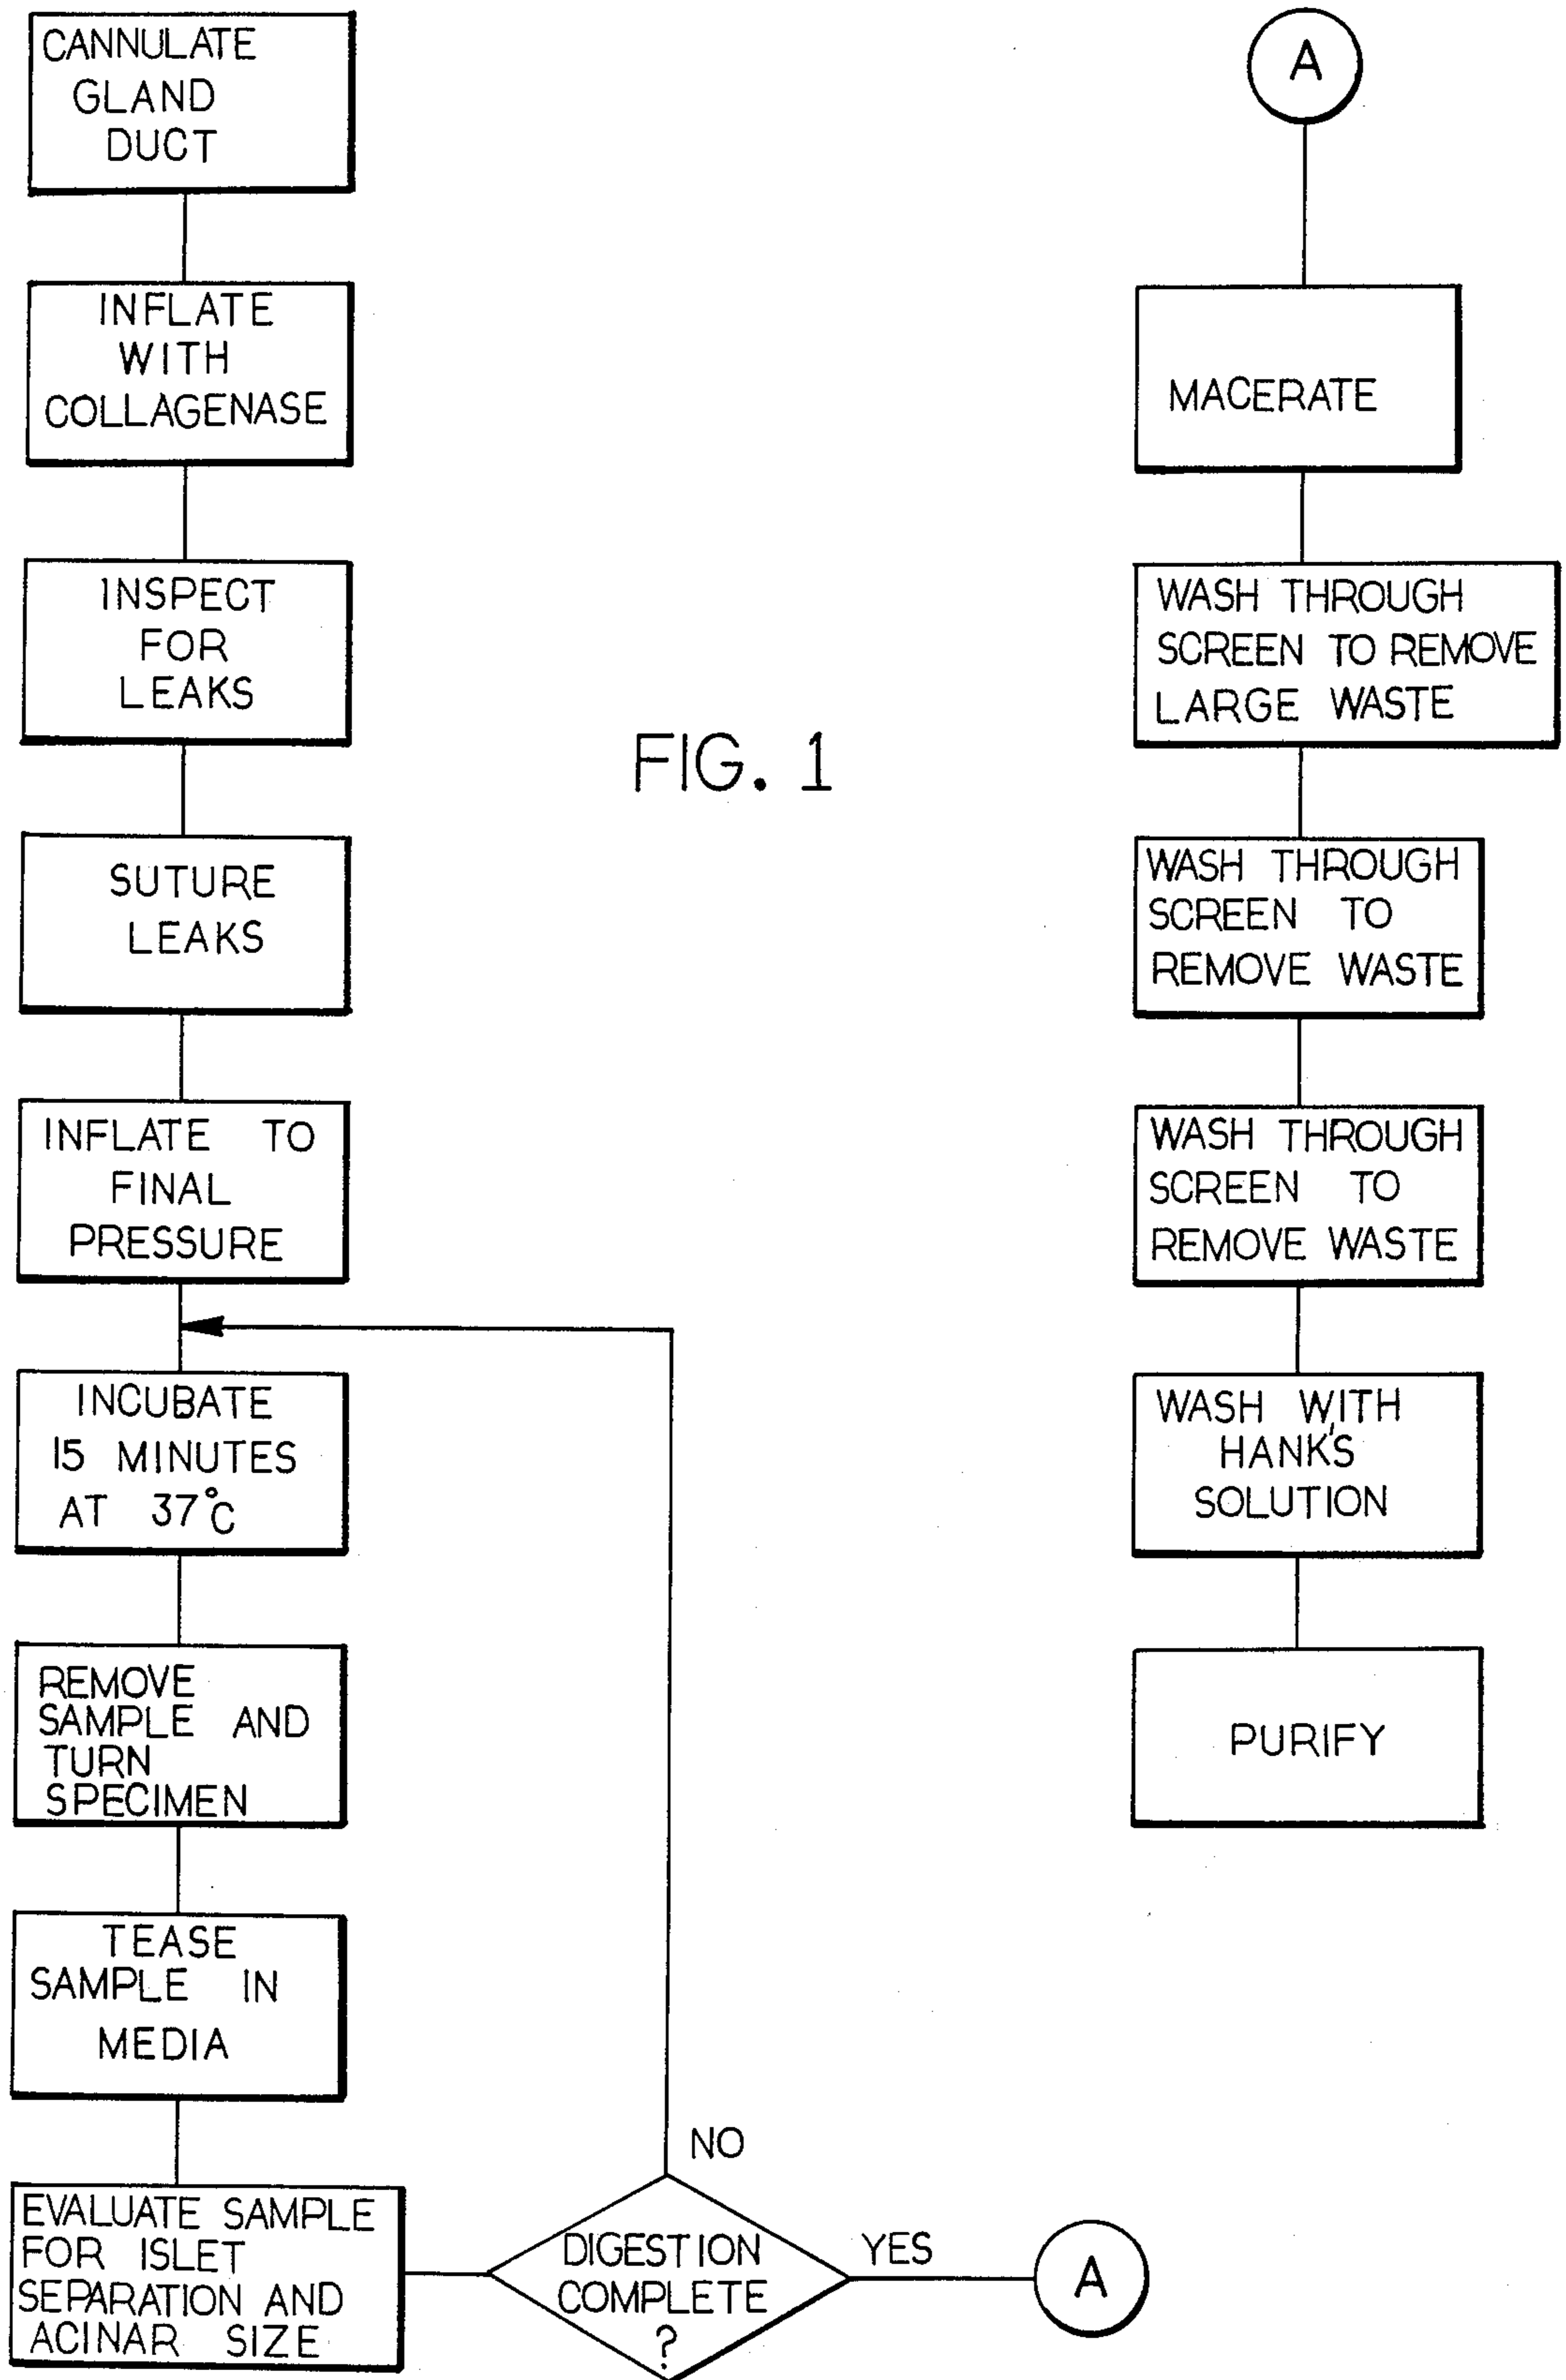 CANNULATE
GLAND
DUCT
INFLATE
WITH
COLLAGENASE
INSPECT
FOR
LEAKS
SUTURE
LEAKS
INFLATE TO
FINAL
PRESSURE
INCUBATE
15 MINUTES
AT 37°C
REMOVE
SAMPLE AND
TURN
SPECIMEN
TEASE
SAMPLE IN
MEDIA
EVALUATE SAMPLE
FOR ISLET
SEPARATION AND
ACINAR SIZE
DIGESTION
COMPLETE
?
NO
YES
A
FIG. 1
A
MACERATE
WASH THROUGH
SCREEN TO REMOVE
LARGE WASTE
WASH THROUGH
SCREEN TO
REMOVE WASTE
WASH THROUGH
SCREEN TO
REMOVE WASTE
WASH WITH
HANK'S
SOLUTION
PURIFY